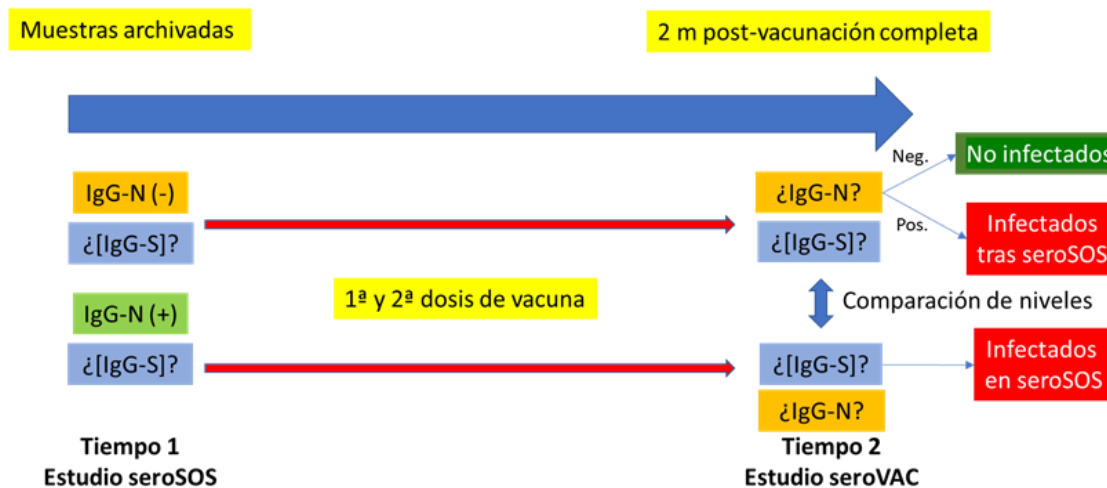 Muestras archivadas
2 m post-vacunación completa
IgG-N (-)
¿[IgG-S]?
¿IgG-N?
¿[IgG-S]?
Neg.
No infectados
Pos.
Infectados
tras seroSOS
1ª y 2ª dosis de vacuna
Comparación de niveles
IgG-N (+)
¿[IgG-S]?
¿[IgG-S]?
¿IgG-N?
Infectados
en seroSOS
Tiempo 1
Estudio seroSOS
Tiempo 2
Estudio seroVAC